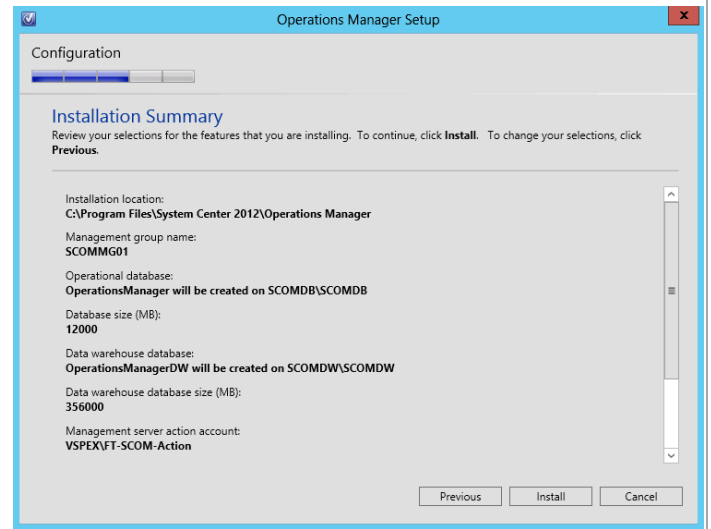 Operations Manager Setup
x
Configuration
Installation Summary
Review your selections for the features that you are installing. To continue, click Install. To change your selections, click
Previous.
Installation location:
C:\Program Files\System Center 2012\Operations Manager
Management group name:
SCOMMG01
Operational database:
OperationsManager will be created on SCOMDB\SCOMDB
Database size (MB):
12000
Data warehouse database:
OperationsManagerDW will be created on SCOMDW\SCOMDW
Data warehouse database size (MB):
356000
Management server action account:
VSPEX\FT-SCOM-Action
Previous Install Cancel